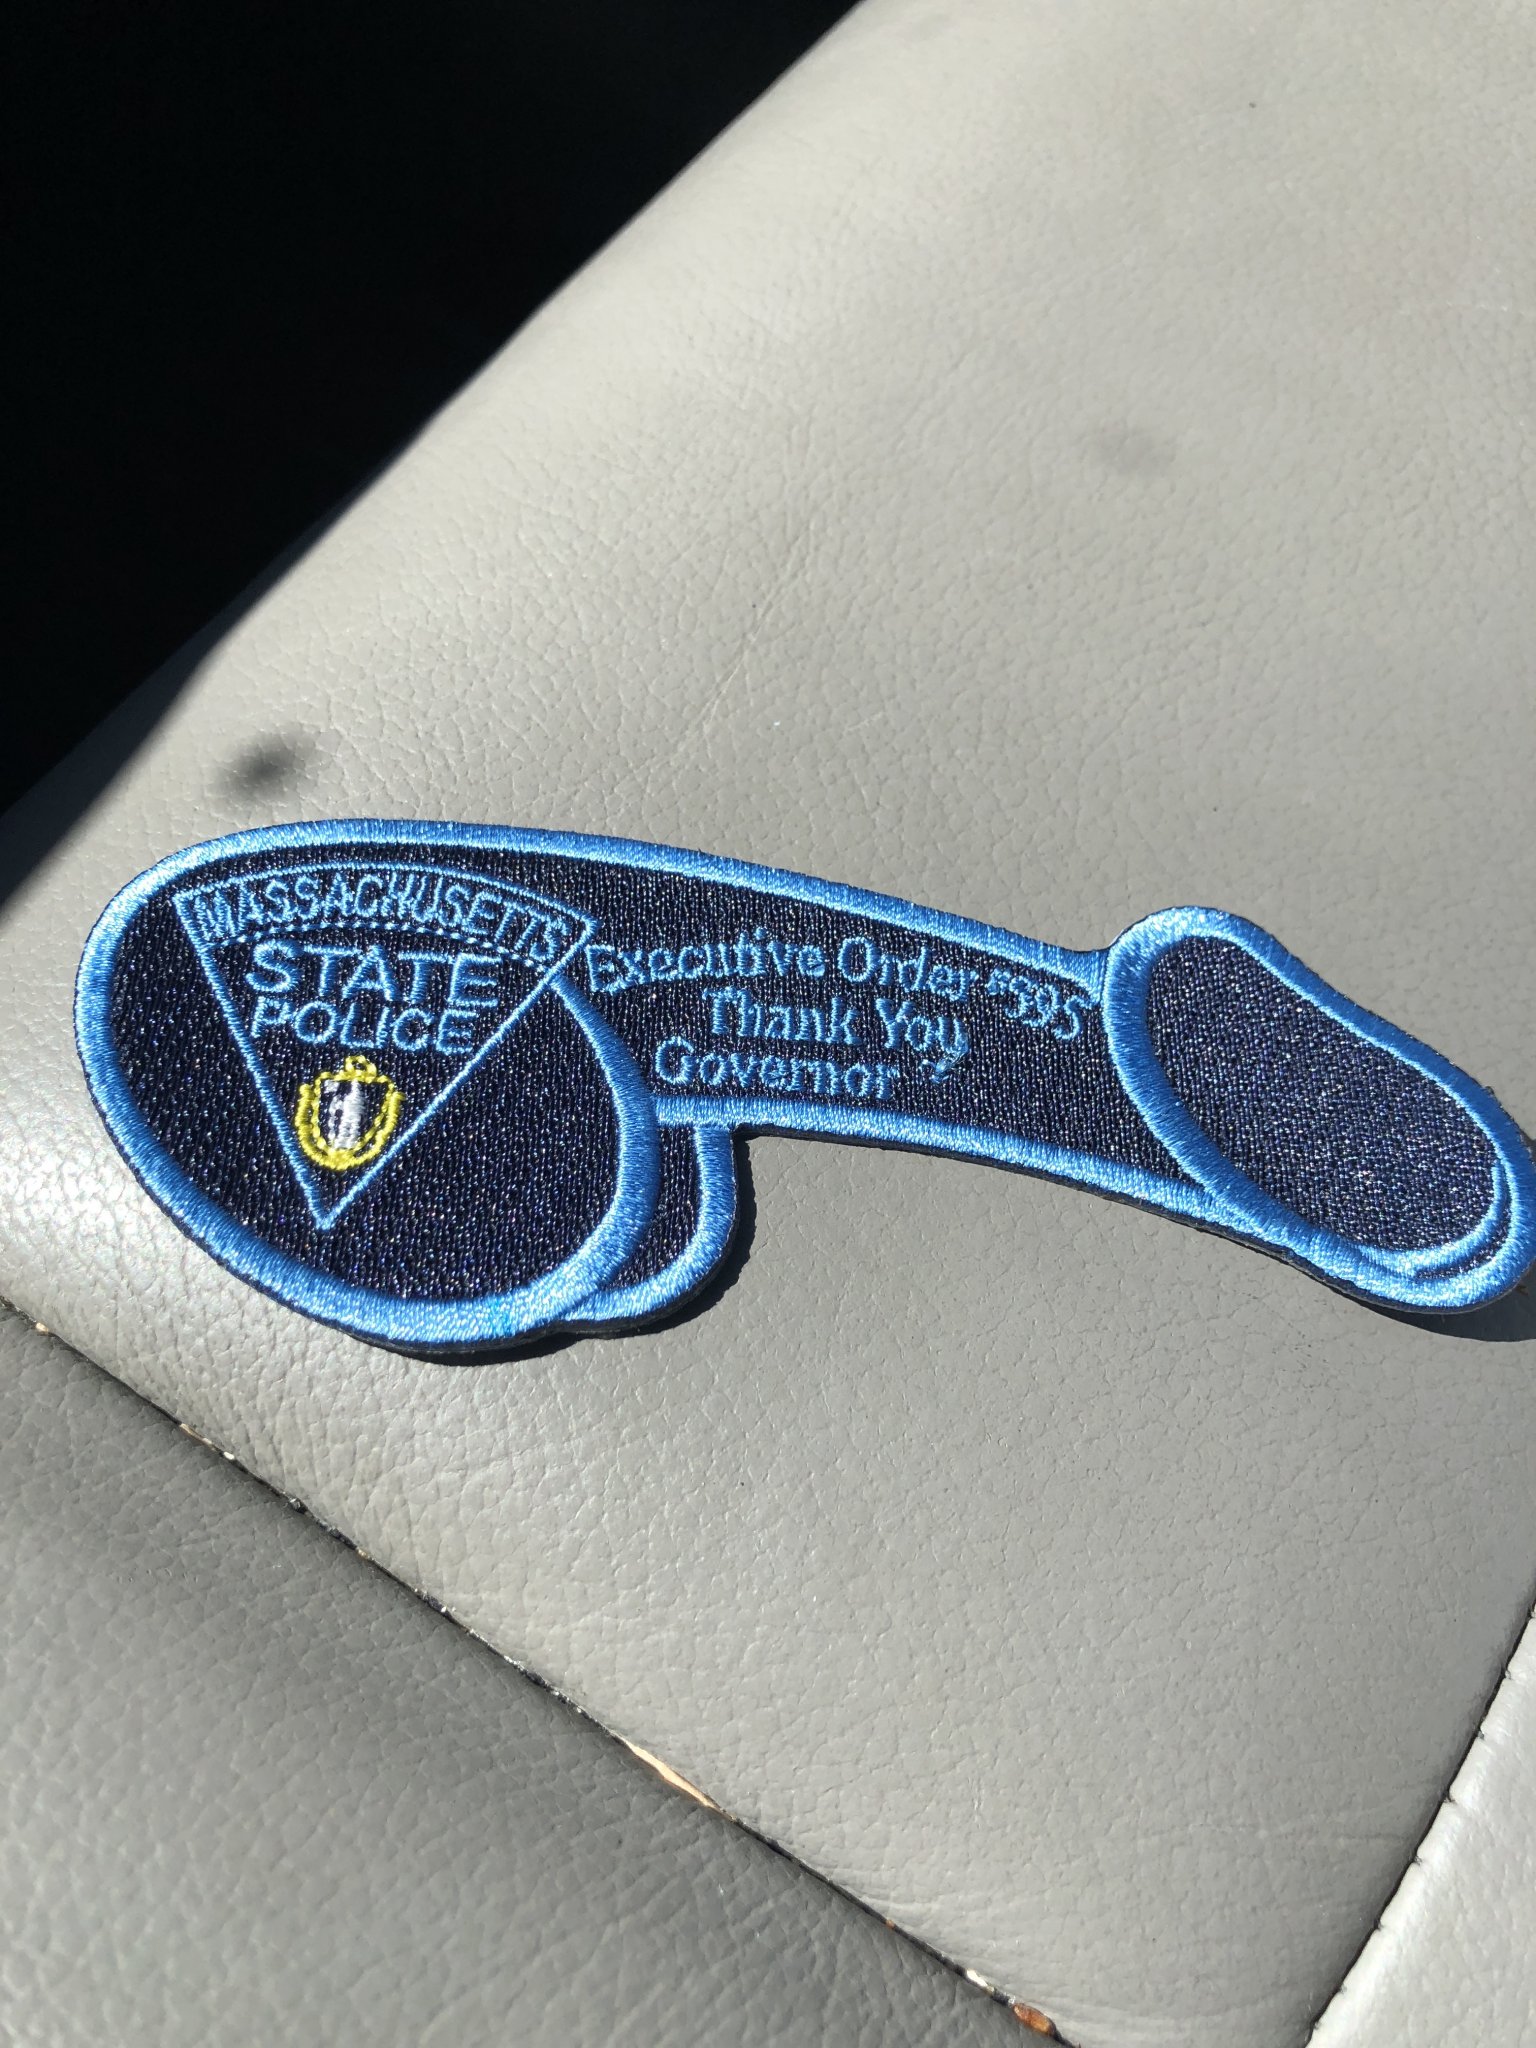 MASSACHUSETTS
STATE
POLICE
Executive Order #595
Thank You,
Governor